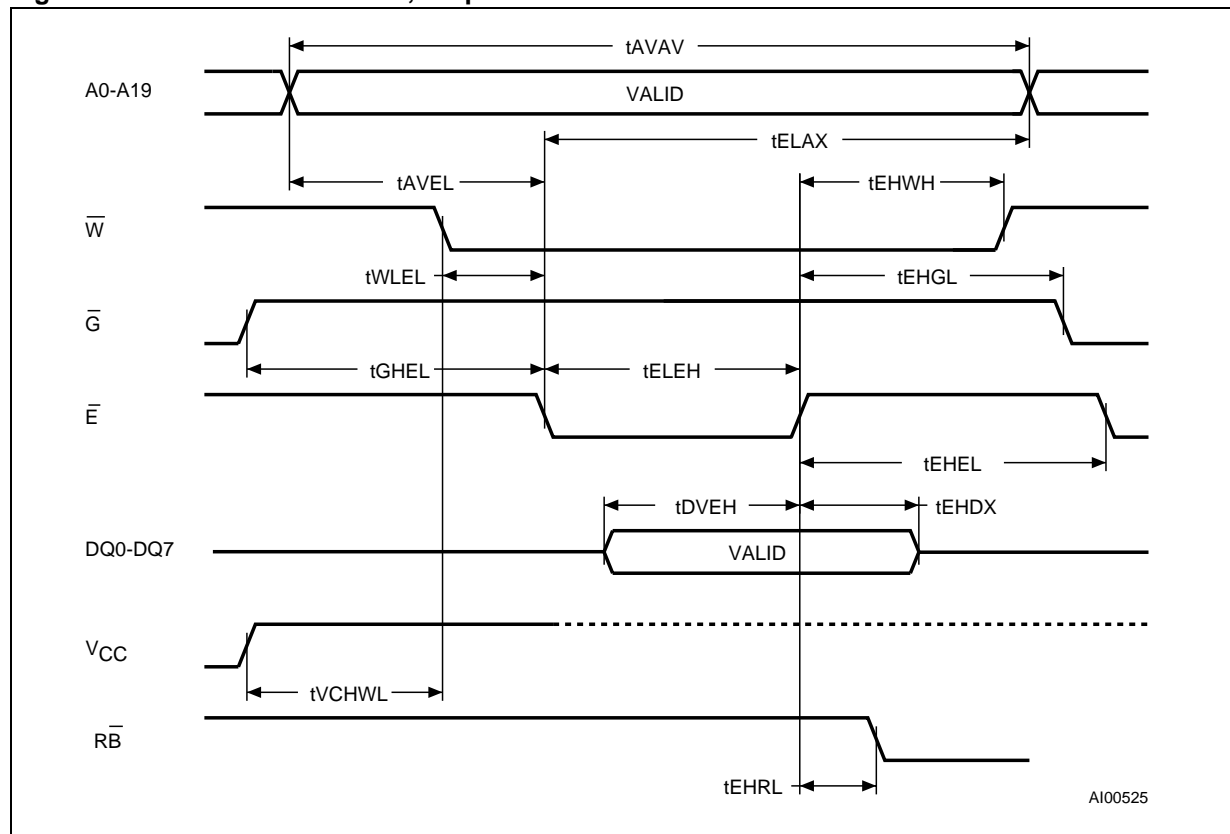 tAVAV
A0-A19
VALID
tELAX
tAVEL
tEHWH
W̅
tWLEL
tEHGL
G̅
tGHEL
tELEH
E̅
tEHEL
tDVEH
tEHDX
DQ0-DQ7
VALID
VCC
tVCHWL
RB̅
tEHRL
AI00525